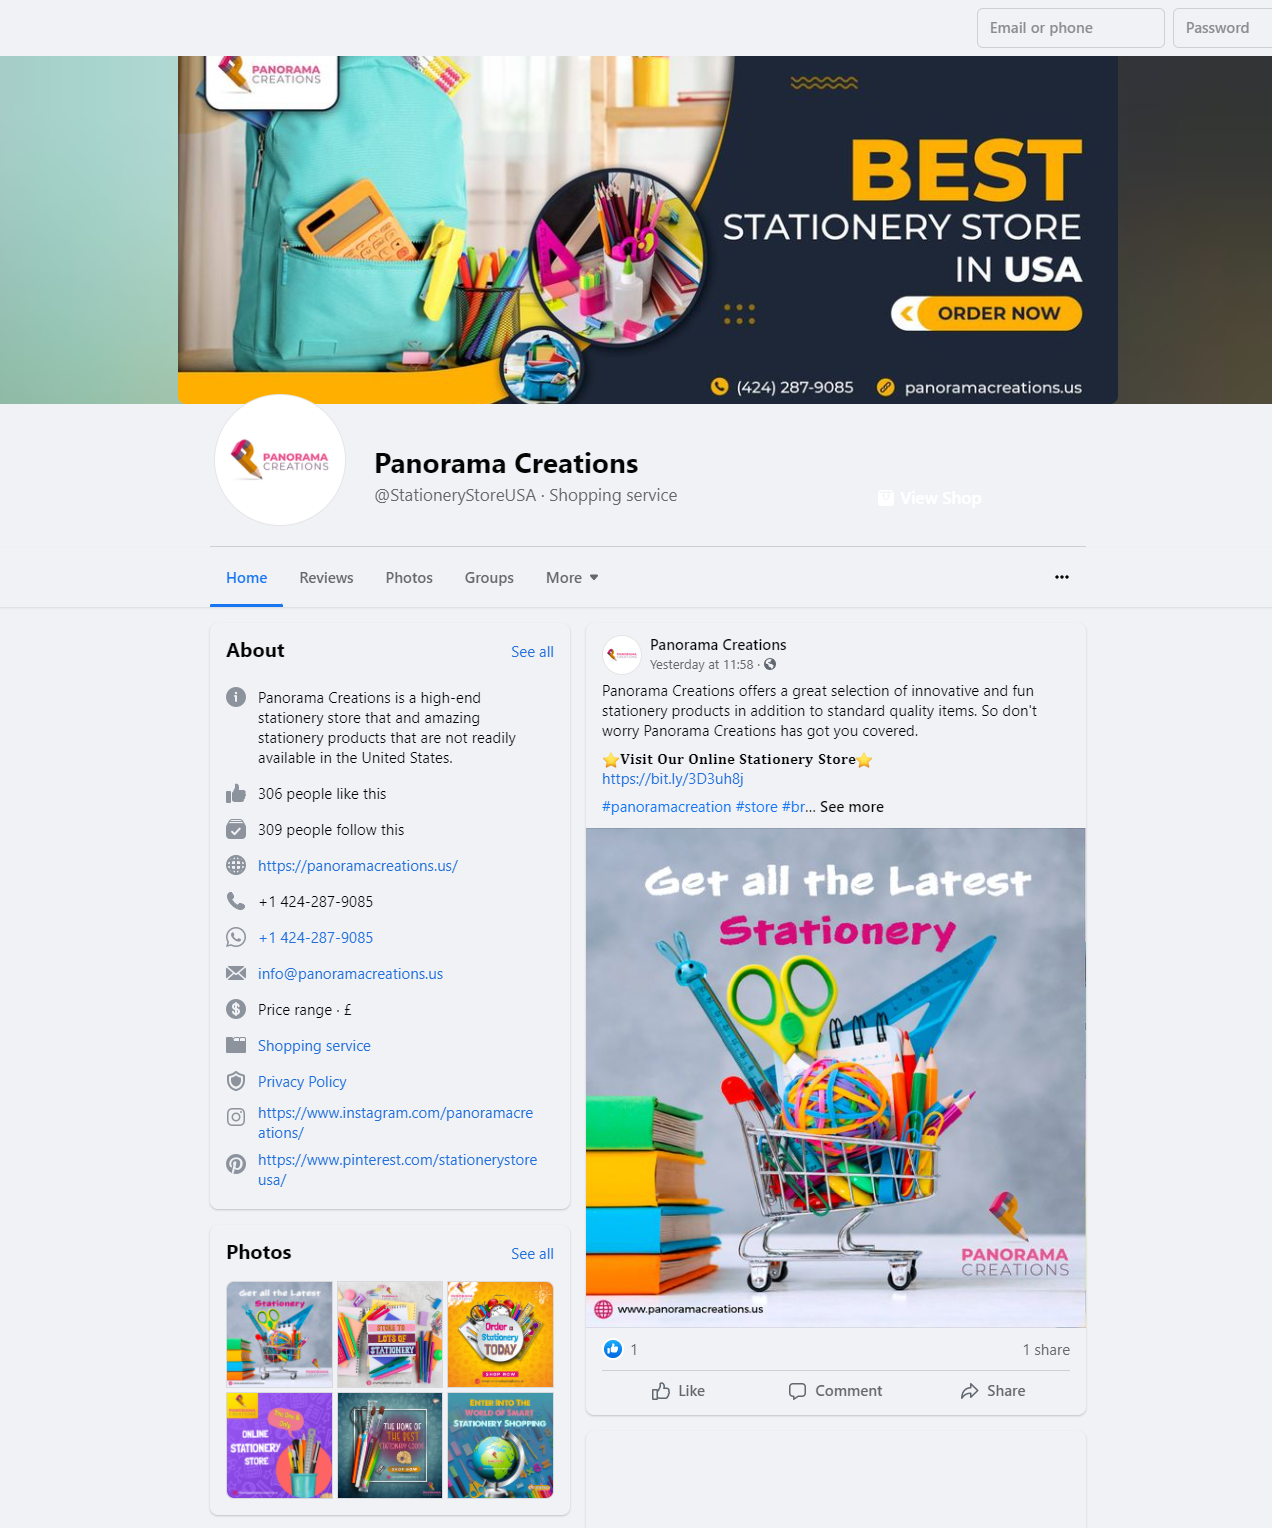 Email or phone
Password
PANORAMA
CREATIONS
BEST
STATIONERY STORE
IN USA
ORDER NOW
(424) 287-9085
panoramacreations.us
PANORAMA
CREATIONS
Panorama Creations
@StationeryStoreUSA · Shopping service
View Shop
Home
Reviews
Photos
Groups
More
About
See all
Panorama Creations is a high-end
stationery store that and amazing
stationery products that are not readily
available in the United States.
306 people like this
309 people follow this
https://panoramacreations.us/
+1 424-287-9085
+1 424-287-9085
info@panoramacreations.us
Price range · £
Shopping service
Privacy Policy
https://www.instagram.com/panoramacre
ations/
https://www.pinterest.com/stationerystore
usa/
Photos
See all
Get all the Latest
Stationery
STORE TO
LOTS OF
STATIONERY
Order a
Stationery
TODAY
SHOP NOW
ONLINE
STATIONERY
STORE
THE HOME OF
THE BEST
STATIONERY GOODS
SHOP NOW
ENTER INTO THE
WORLD OF SMART
STATIONERY SHOPPING
Panorama Creations
Yesterday at 11:58 ·
Panorama Creations offers a great selection of innovative and fun
stationery products in addition to standard quality items. So don't
worry Panorama Creations has got you covered.
⭐Visit Our Online Stationery Store⭐
https://bit.ly/3D3uh8j
#panoramacreation #store #br... See more
Get all the Latest
Stationery
PANORAMA
CREATIONS
www.panoramacreations.us
1
1 share
Like
Comment
Share